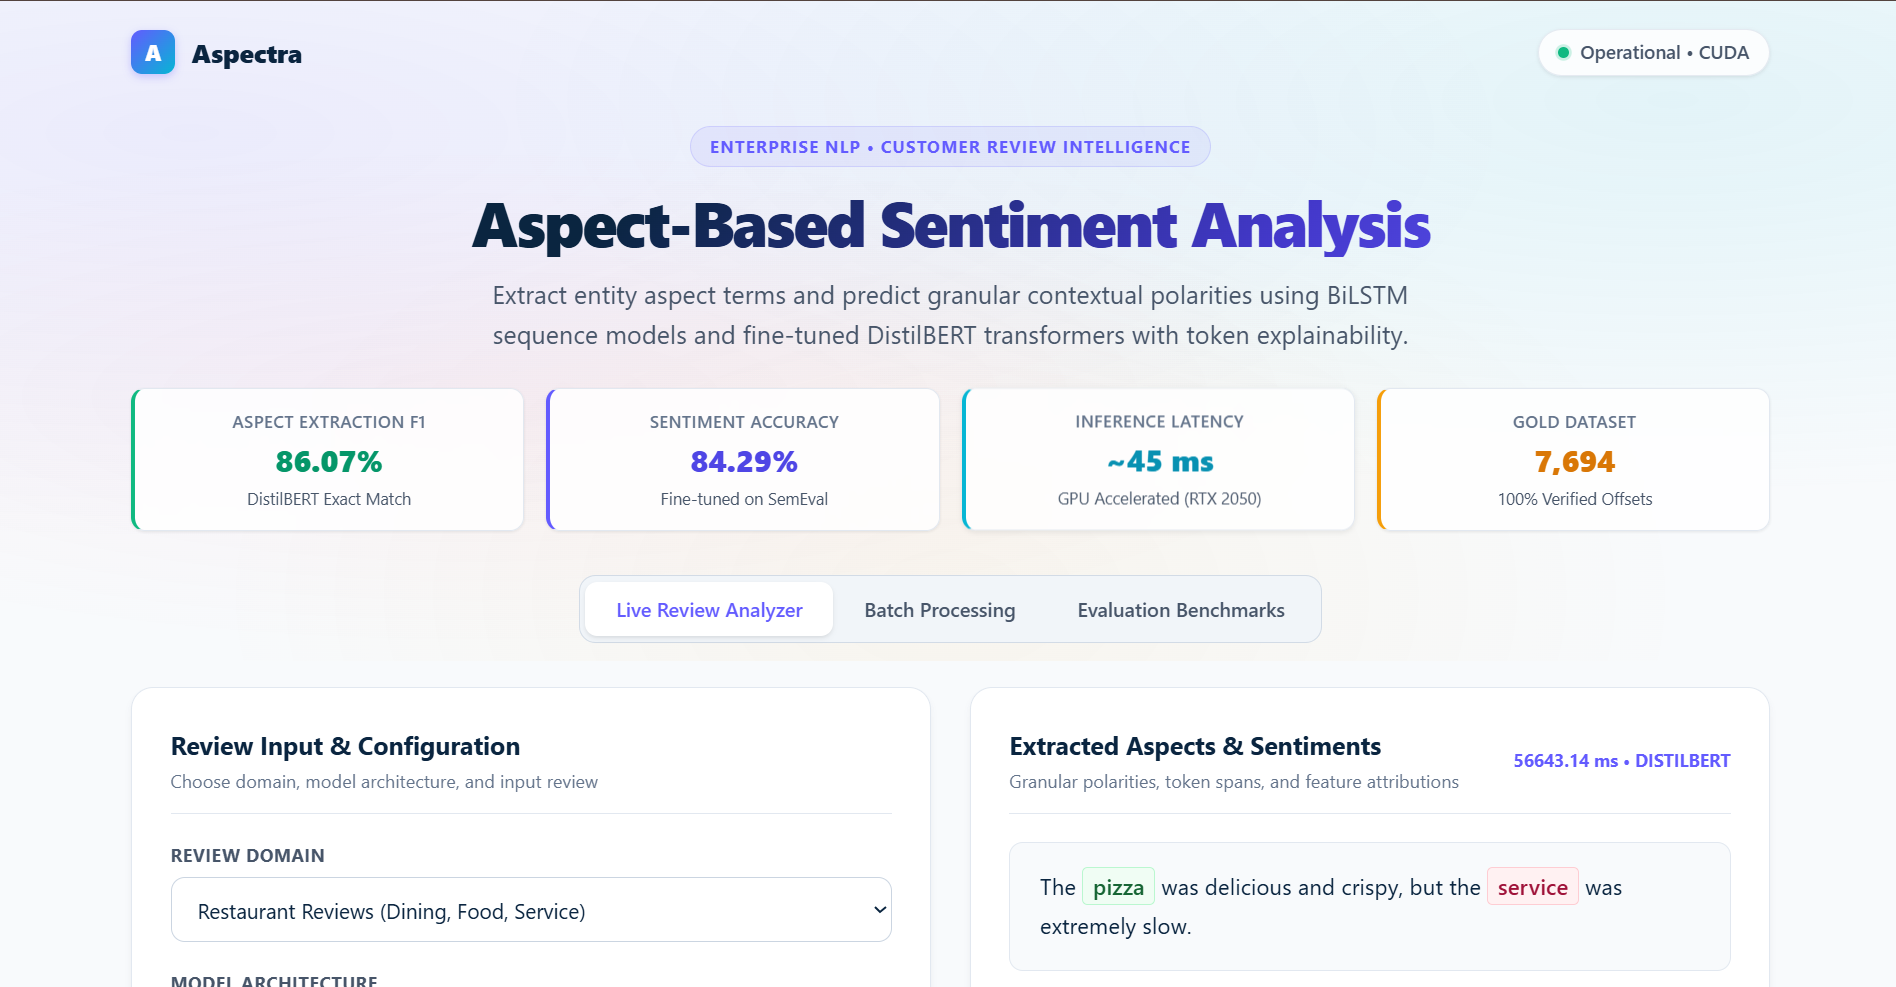 A Aspectra
Operational • CUDA
ENTERPRISE NLP • CUSTOMER REVIEW INTELLIGENCE
Aspect-Based Sentiment Analysis
Extract entity aspect terms and predict granular contextual polarities using BiLSTM
sequence models and fine-tuned DistilBERT transformers with token explainability.
ASPECT EXTRACTION F1
86.07%
DistilBERT Exact Match
SENTIMENT ACCURACY
84.29%
Fine-tuned on SemEval
INFERENCE LATENCY
~45 ms
GPU Accelerated (RTX 2050)
GOLD DATASET
7,694
100% Verified Offsets
Live Review Analyzer
Batch Processing
Evaluation Benchmarks
Review Input & Configuration
Choose domain, model architecture, and input review
REVIEW DOMAIN
Restaurant Reviews (Dining, Food, Service)
MODEL ARCHITECTURE
Extracted Aspects & Sentiments
Granular polarities, token spans, and feature attributions
56643.14 ms • DISTILBERT
The pizza was delicious and crispy, but the service was
extremely slow.